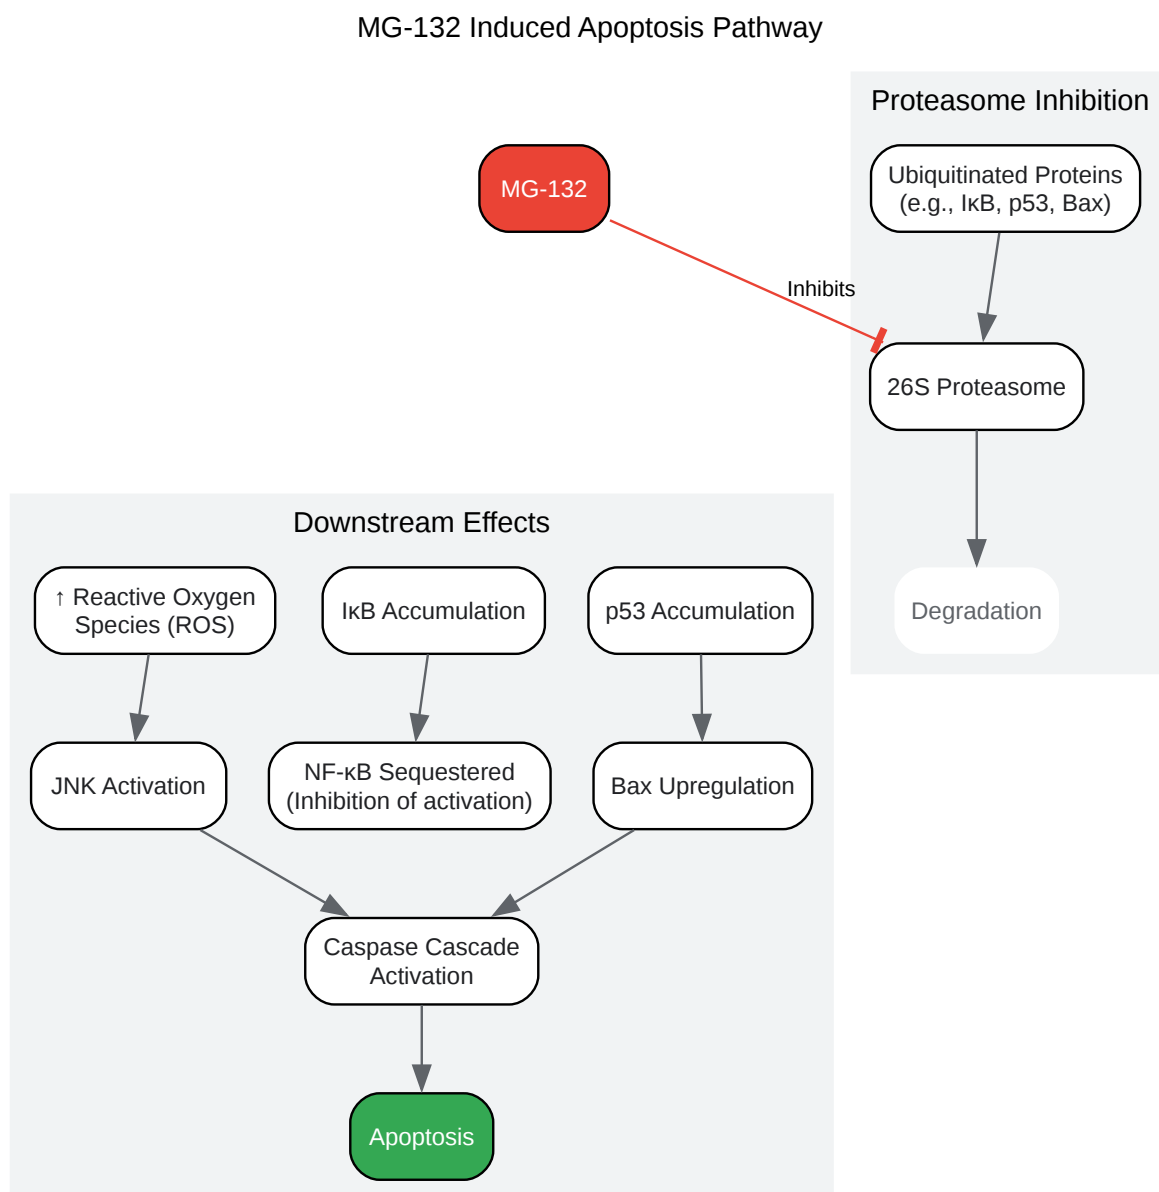 MG-132 Induced Apoptosis Pathway
Proteasome Inhibition
MG-132
Ubiquitinated Proteins
(e.g., IκB, p53, Bax)
Inhibits
26S Proteasome
Degradation
Downstream Effects
↑ Reactive Oxygen
Species (ROS)
IκB Accumulation
p53 Accumulation
JNK Activation
NF-κB Sequestered
(Inhibition of activation)
Bax Upregulation
Caspase Cascade
Activation
Apoptosis